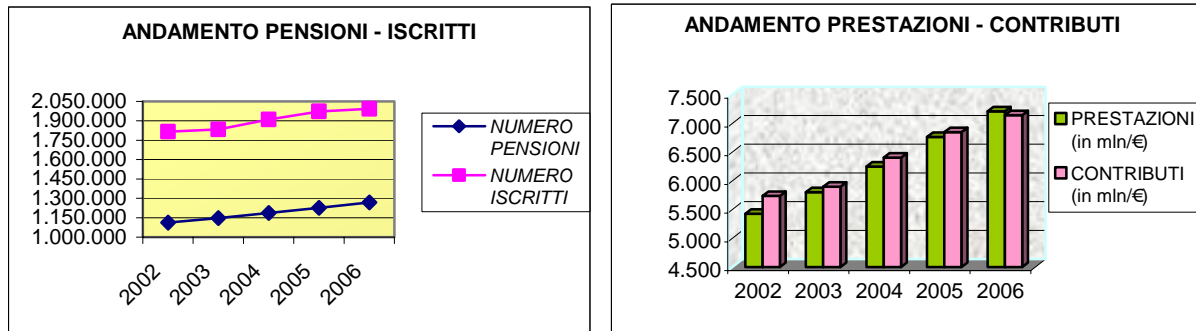 ANDAMENTO PENSIONI - ISCRITTI
2.050.000
1.900.000
1.750.000
1.600.000
1.450.000
1.300.000
1.150.000
1.000.000
2002
2003
2004
2005
2006
NUMERO
PENSIONI
NUMERO
ISCRITTI
ANDAMENTO PRESTAZIONI - CONTRIBUTI
7.500
7.000
6.500
6.000
5.500
5.000
4.500
2002
2003
2004
2005
2006
PRESTAZIONI
(in mln/€)
CONTRIBUTI
(in mln/€)